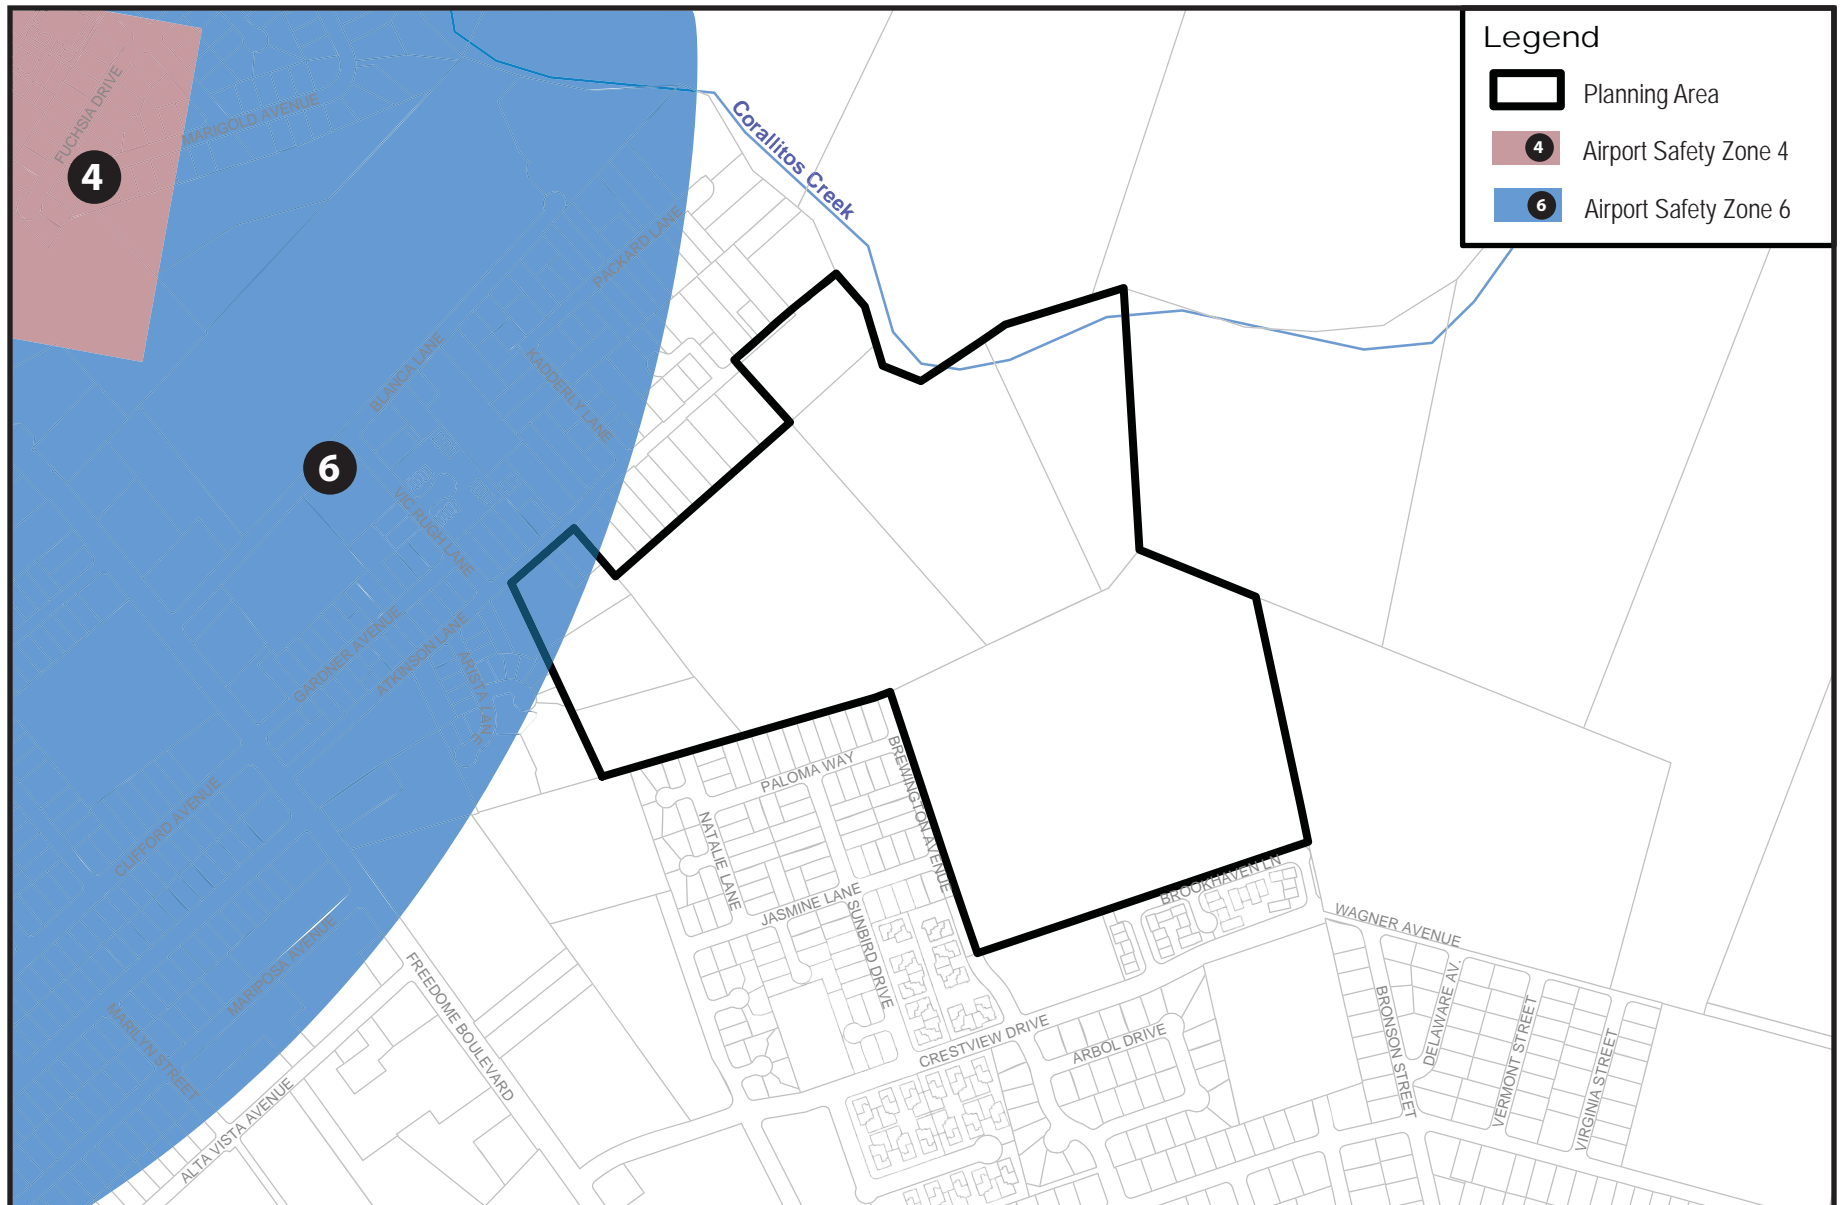 Legend
Planning Area
4
Airport Safety Zone 4
6
Airport Safety Zone 6
FUCHSIA DRIVE
MARIGOLD AVENUE
4
Corallitos Creek
PACKARD LANE
BLANCA LANE
KADDERLY LANE
6
VIC RUGH LANE
GARDNER AVENUE
ATKINSON LANE
ARISTA LANE
PALOMA WAY
BREWINGTON AVENUE
CLIFFORD AVENUE
NATALIE LANE
JASMINE LANE
SUNBIRD DRIVE
BROOKHAVEN LN
WAGNER AVENUE
MARIPOSA AVENUE
FREEDOME BOULEVARD
MARILYN STREET
ALTA VISTA AVENUE
CRESTVIEW DRIVE
ARBOL DRIVE
BRONSON STREET
DELAWARE AV.
VERMONT STREET
VIRGINIA STREET